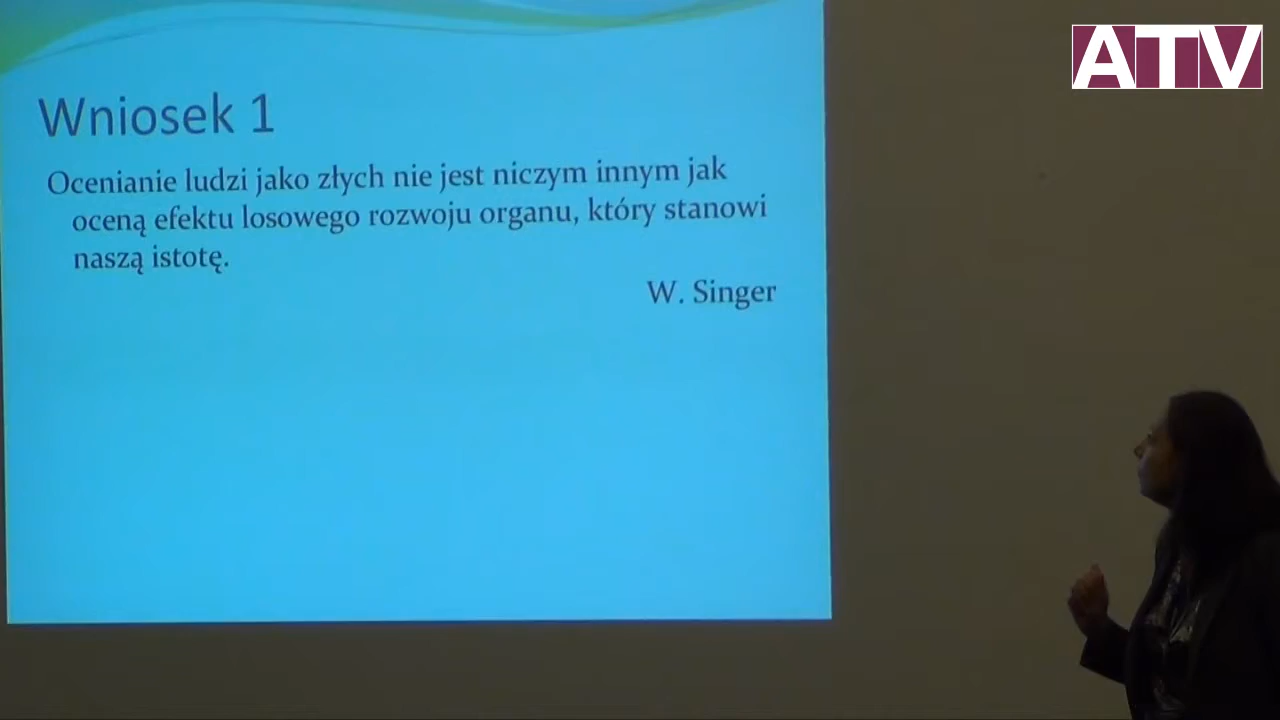 ATV
Wniosek 1
Ocenianie ludzi jako złych nie jest niczym innym jak
oceną efektu losowego rozwoju organu, który stanowi
naszą istotę.
W. Singer